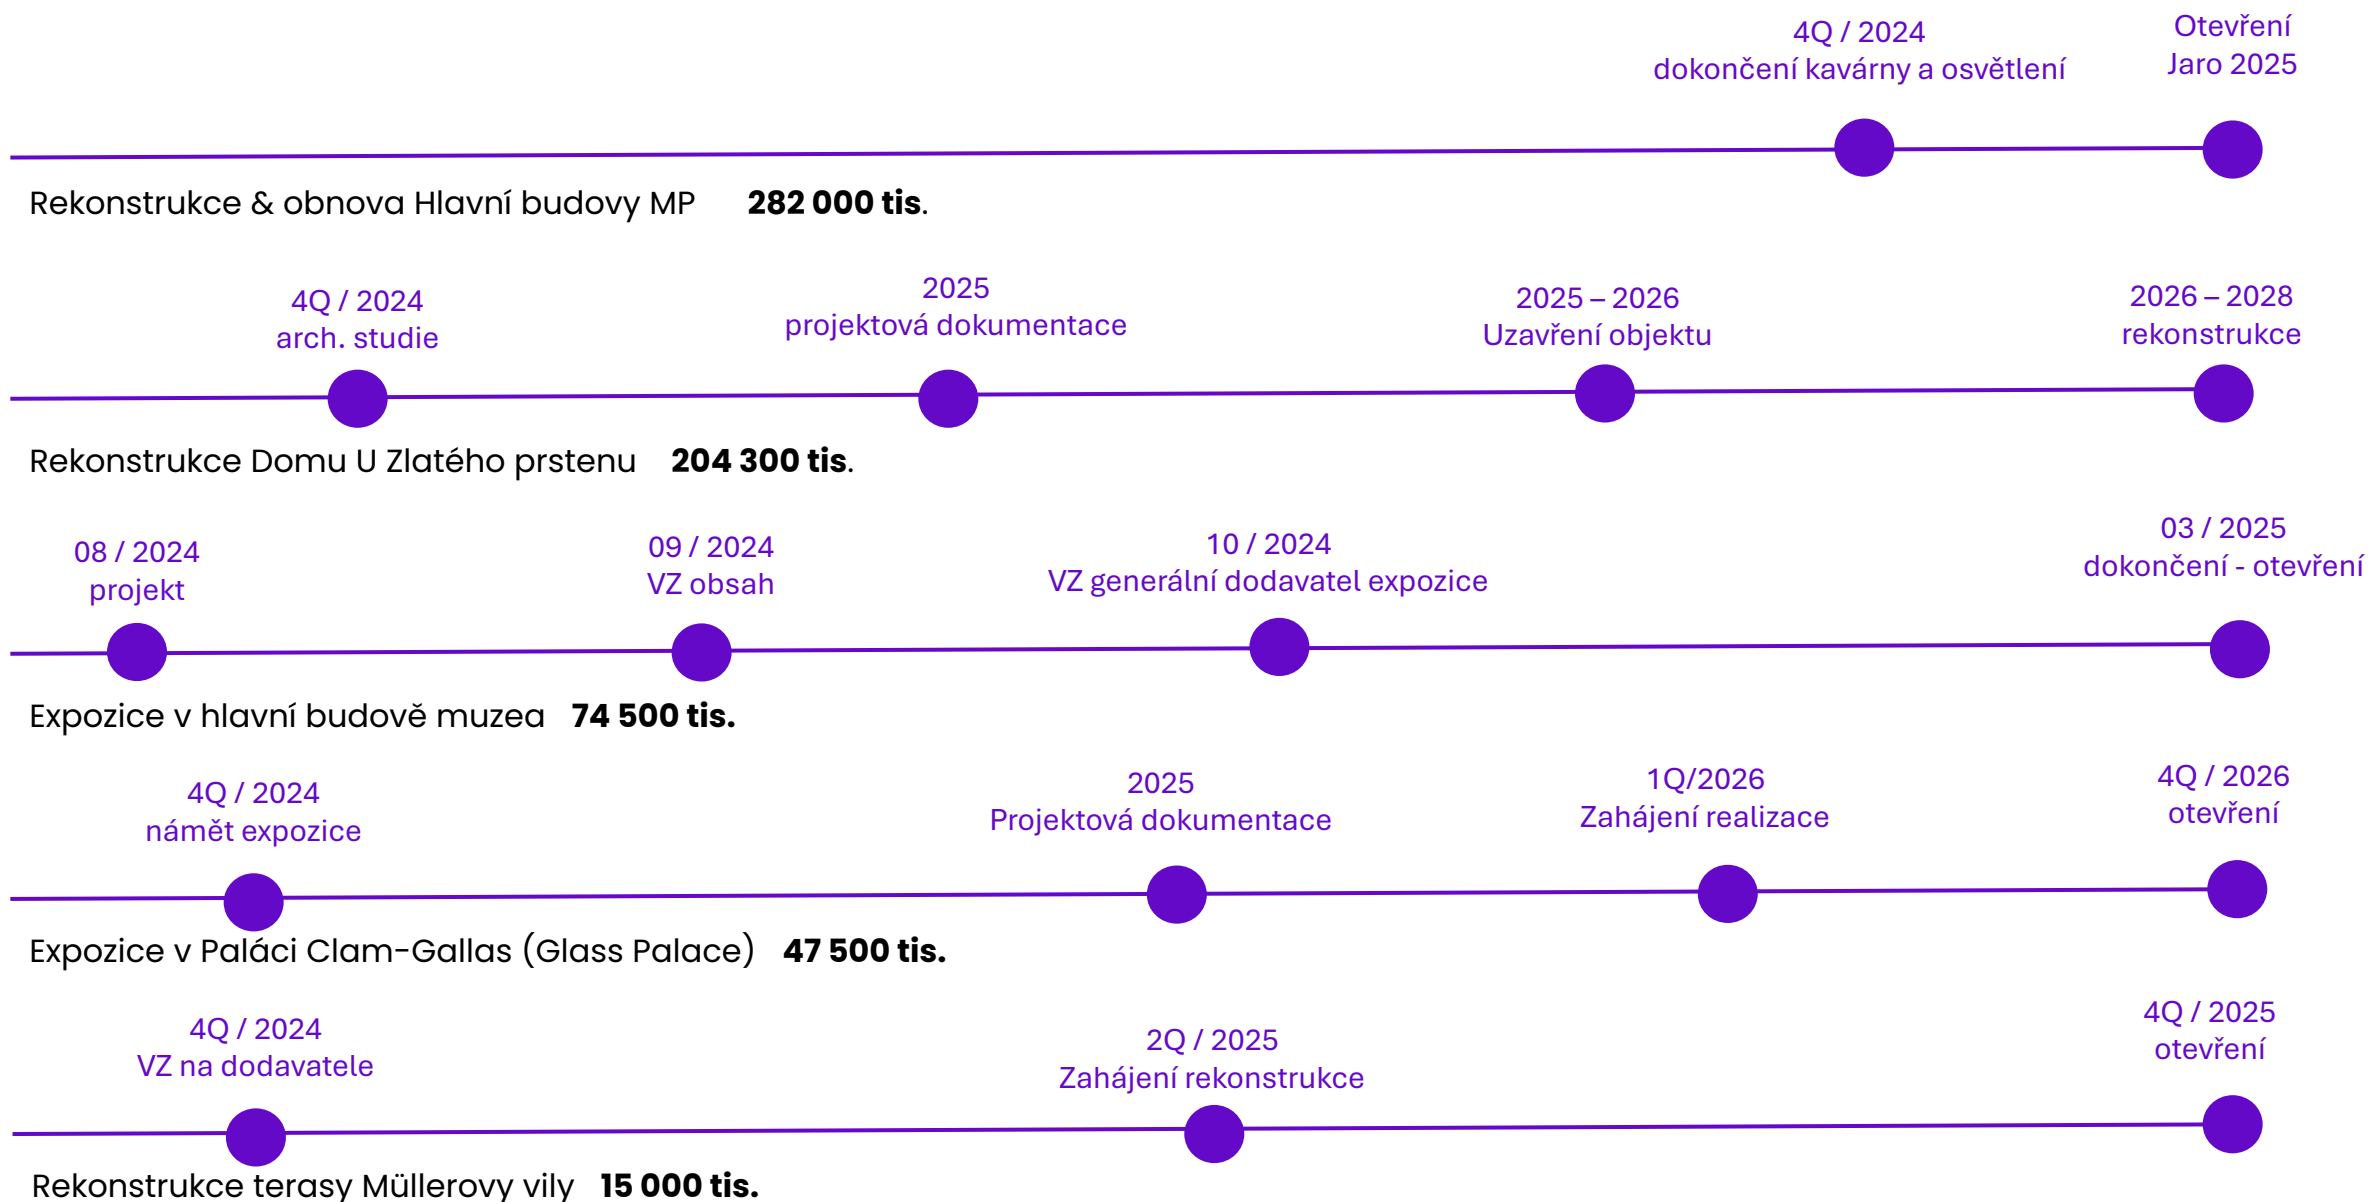 4Q / 2024
dokončení kavárny a osvětlení
Otevření
Jaro 2025
Rekonstrukce & obnova Hlavní budovy MP 282 000 tis.
4Q / 2024
arch. studie
2025
projektová dokumentace
2025 – 2026
Uzavření objektu
2026 – 2028
rekonstrukce
Rekonstrukce Domu U Zlatého prstenu 204 300 tis.
08 / 2024
projekt
09 / 2024
VZ obsah
10 / 2024
VZ generální dodavatel expozice
03 / 2025
dokončení - otevření
Expozice v hlavní budově muzea 74 500 tis.
4Q / 2024
námět expozice
2025
Projektová dokumentace
1Q/2026
Zahájení realizace
4Q / 2026
otevření
Expozice v Paláci Clam-Gallas (Glass Palace) 47 500 tis.
4Q / 2024
VZ na dodavatele
2Q / 2025
Zahájení rekonstrukce
4Q / 2025
otevření
Rekonstrukce terasy Müllerovy vily 15 000 tis.